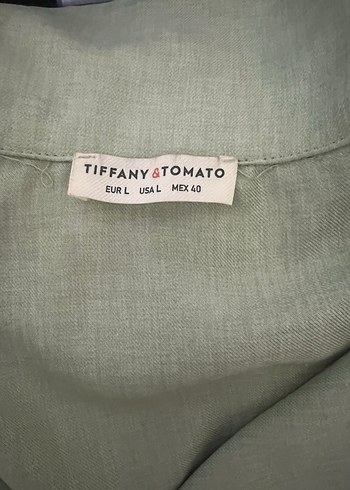 TIFFANY & TOMATO
EUR L USA L MEX 40